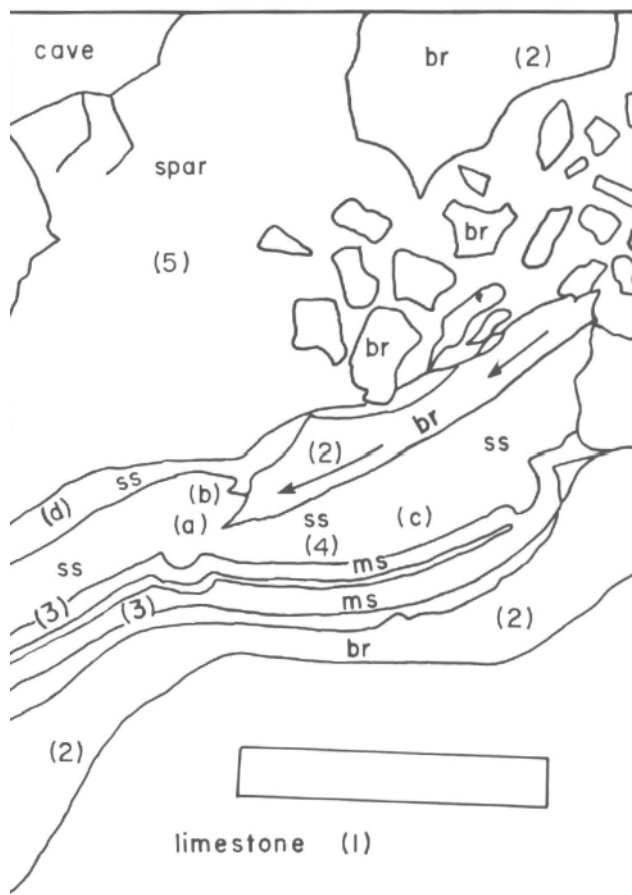 cave
br (2)
spar
br
(5)
br
(2)
br
ss
ss
(b)
(d)
(a)
ss
(c)
(4)
ss
ms
(3)
(3)
ms
(2)
br
(2)
limestone (1)